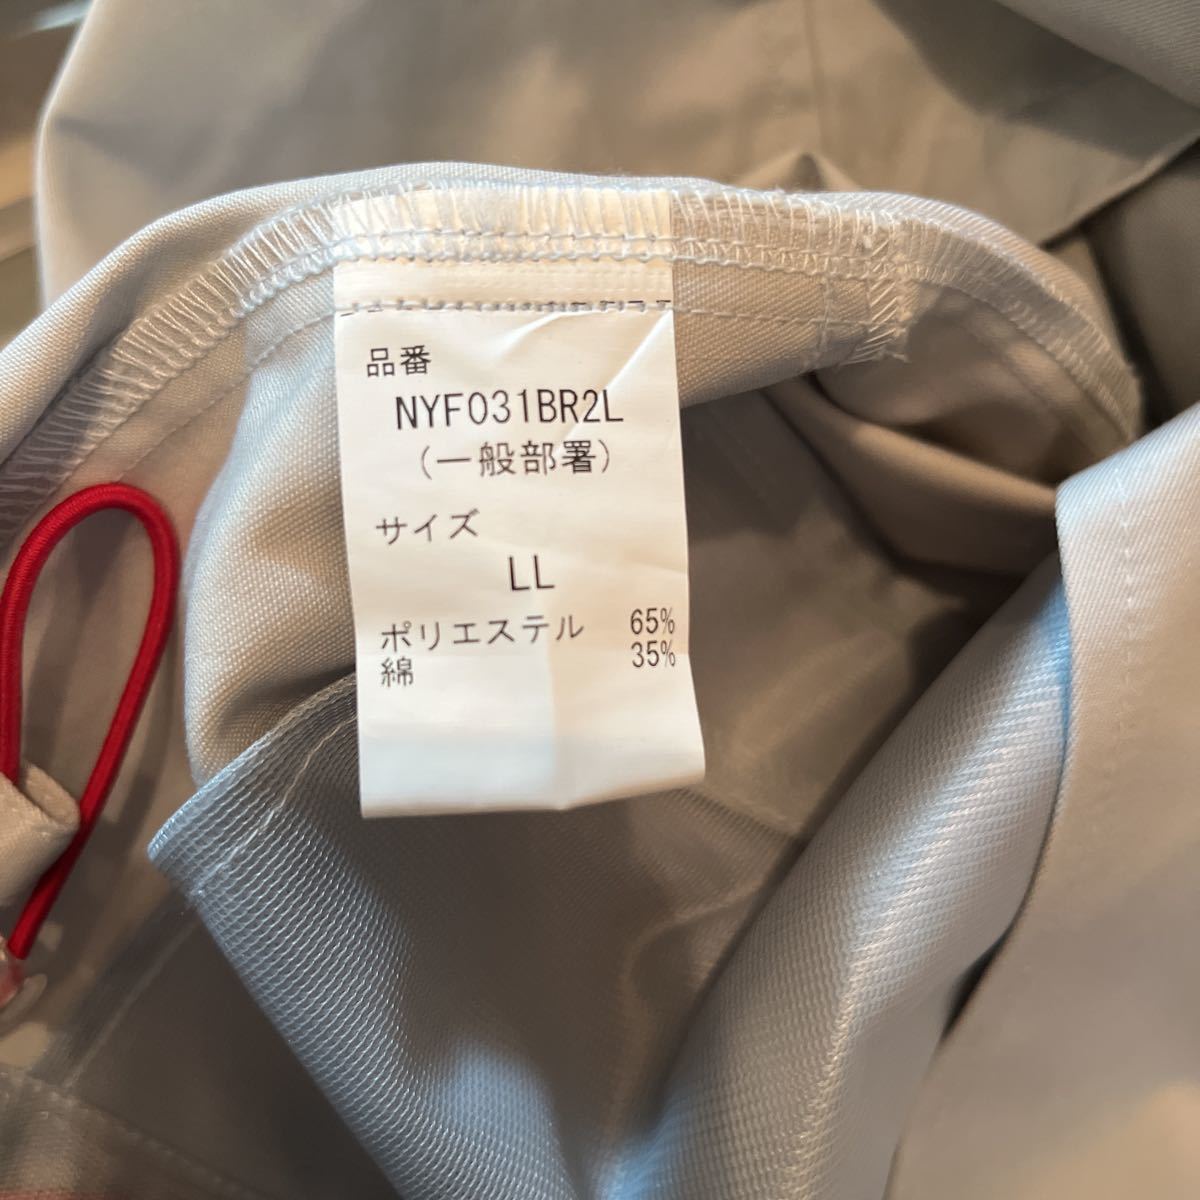 品番
NYF031BR2L
(一般部署)
サイズ
LL
ポリエステル 65%
綿 35%